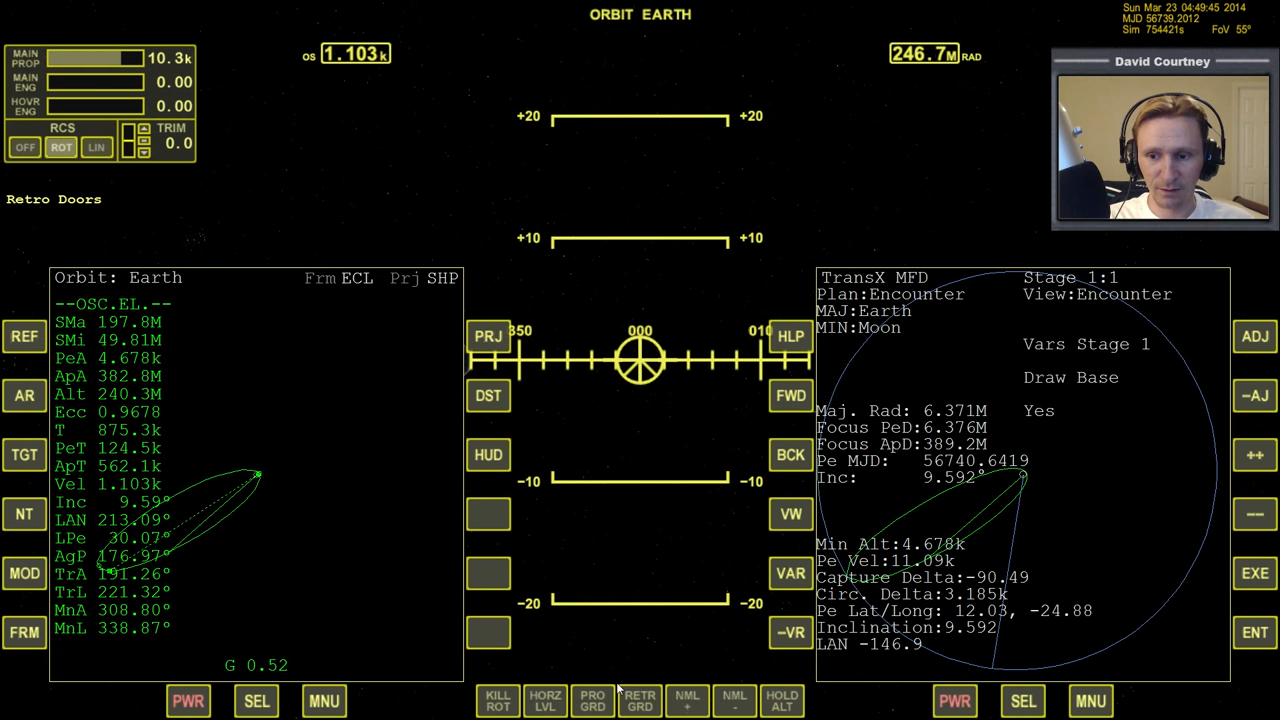 ORBIT EARTH
Sun Mar 23 04:49:45 2014
MJD 56739.2012
Sim 754421s FoV 55°
OS 1.103k
246.7M RAD
David Courtney
MAIN PROP 10.3k
MAIN ENG 0.00
HOVR ENG 0.00
RCS TRIM
OFF ROT LIN 0.0
Retro Doors
+20 +20
+10 +10
350 000 010
-10 -10
-20 -20
Orbit: Earth Frm ECL Prj SHP
--OSC.EL.--
SMa 197.8M
SMi 49.81M
PeA 4.678k
ApA 382.8M
Alt 240.3M
Ecc 0.9678
T 875.3k
PeT 124.5k
ApT 562.1k
Vel 1.103k
Inc 9.59°
LAN 213.09°
LPe 30.07°
AgP 176.97°
TrA 191.26°
TrL 221.32°
MnA 308.80°
MnL 338.87°
G 0.52
REF
AR
TGT
NT
MOD
FRM
PRJ
DST
HUD
PWR SEL MNU
KILL ROT
HORZ LVL
PRO GRD
RETR GRD
NML +
NML -
HOLD ALT
HLP
FWD
BCK
VW
VAR
-VR
TransX MFD Stage 1:1
Plan:Encounter View:Encounter
MAJ:Earth
MIN:Moon
Vars Stage 1
Draw Base
Maj. Rad: 6.371M Yes
Focus PeD:6.376M
Focus ApD:389.2M
Pe MJD: 56740.6419
Inc: 9.592°
Min Alt:4.678k
Pe Vel:11.09k
Capture Delta:-90.49
Circ. Delta:3.185k
Pe Lat/Long: 12.03, -24.88
Inclination:9.592
LAN -146.9
ADJ
-AJ
++
--
EXE
ENT
PWR SEL MNU